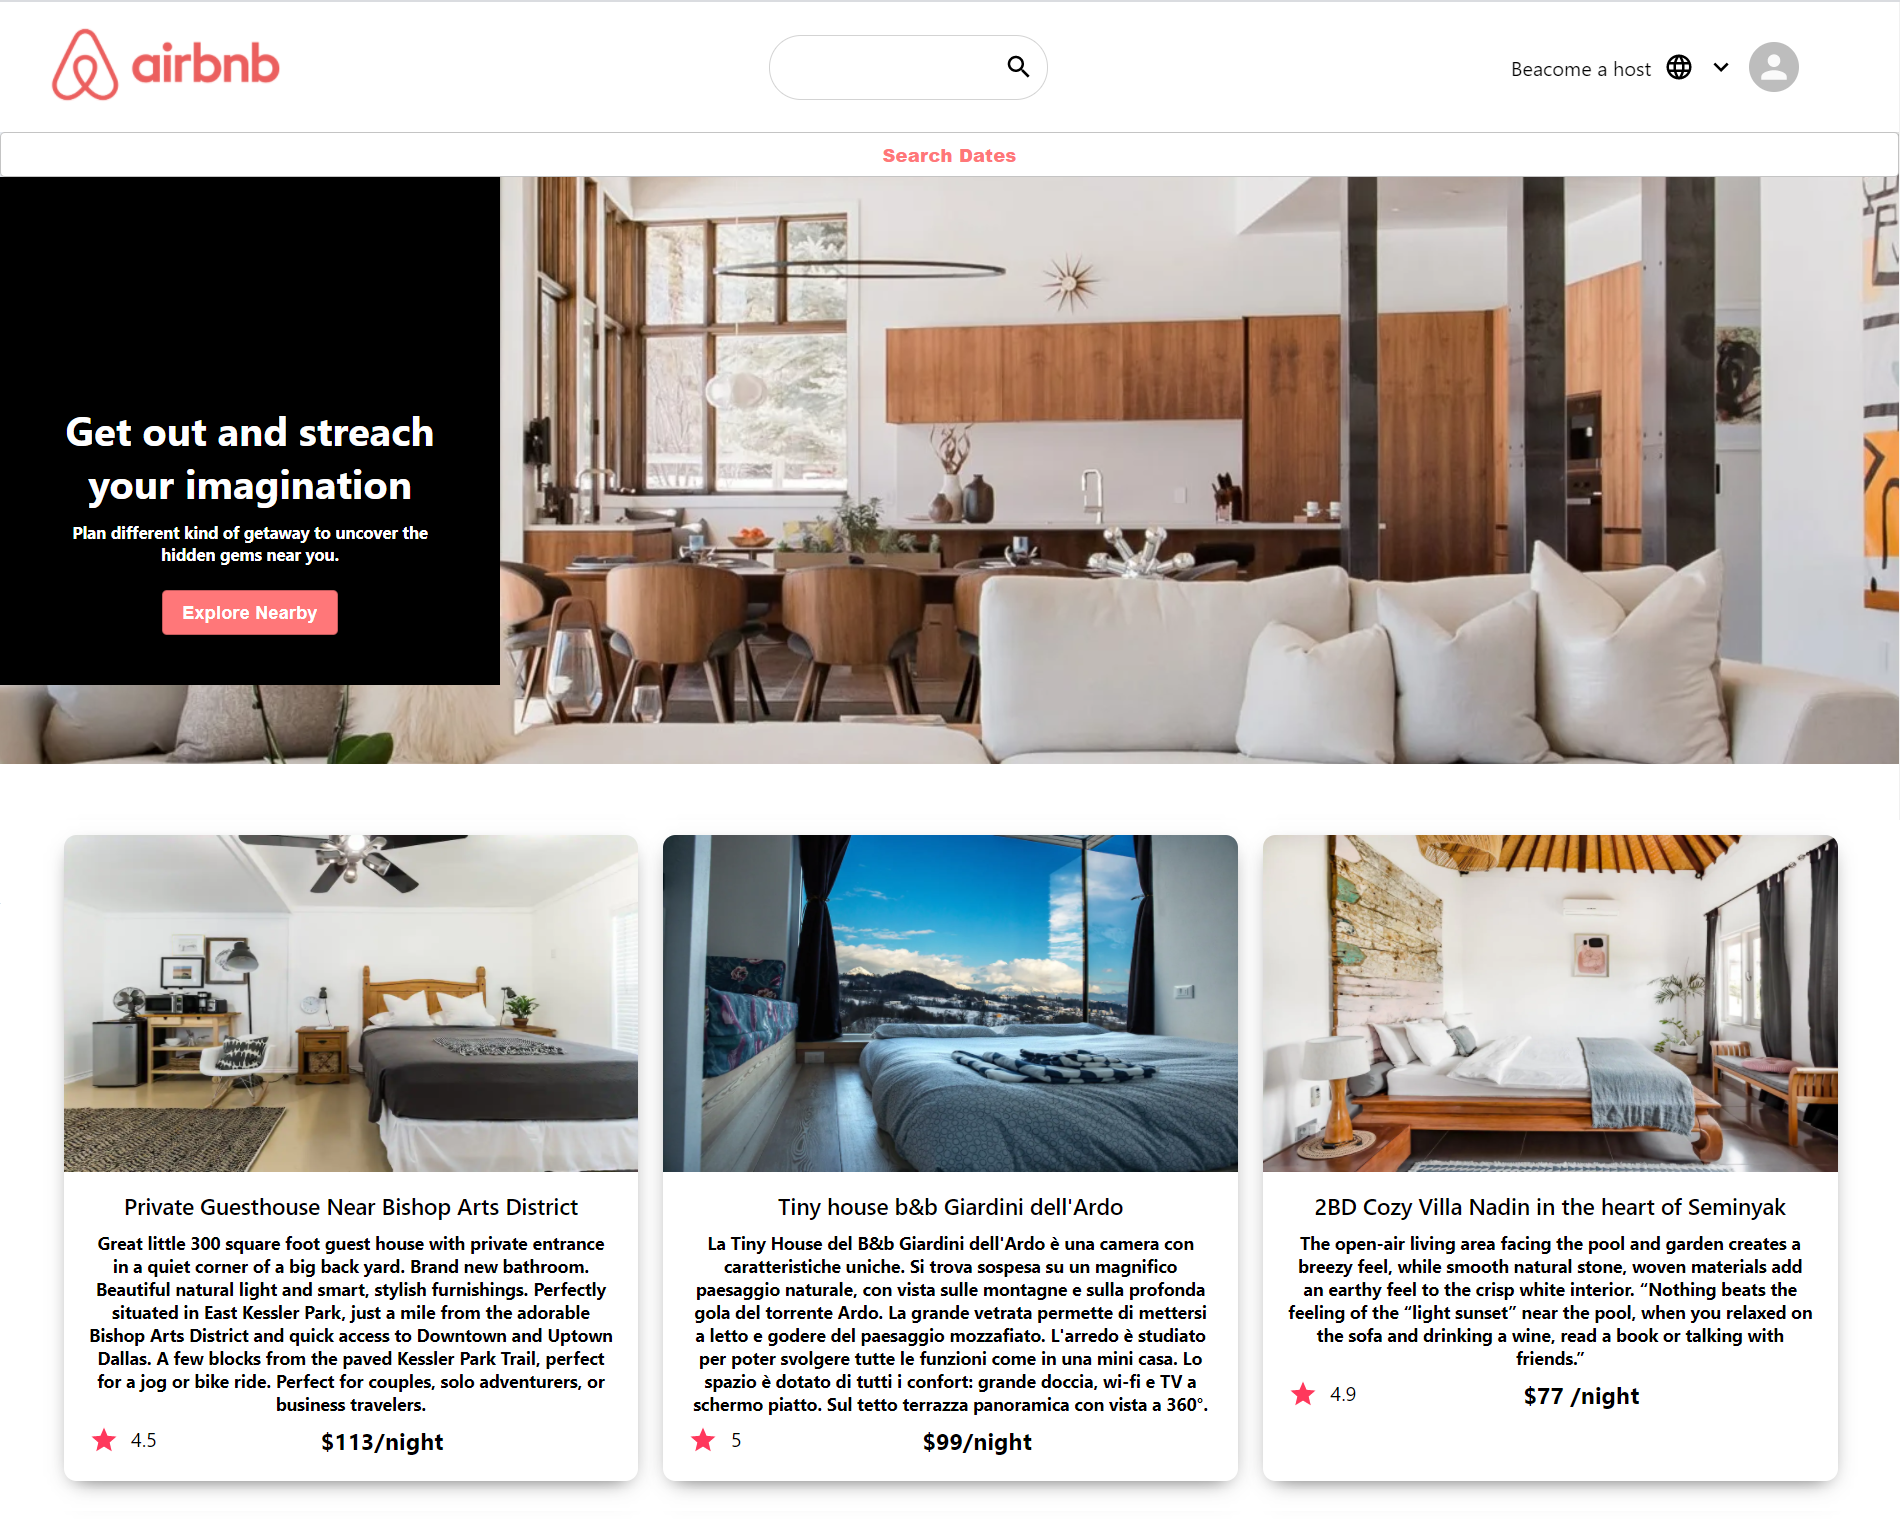 airbnb
Beacome a host
Search Dates
Get out and streach
your imagination
Plan different kind of getaway to uncover the
hidden gems near you.
Explore Nearby
Private Guesthouse Near Bishop Arts District
Great little 300 square foot guest house with private entrance
in a quiet corner of a big back yard. Brand new bathroom.
Beautiful natural light and smart, stylish furnishings. Perfectly
situated in East Kessler Park, just a mile from the adorable
Bishop Arts District and quick access to Downtown and Uptown
Dallas. A few blocks from the paved Kessler Park Trail, perfect
for a jog or bike ride. Perfect for couples, solo adventurers, or
business travelers.
4.5
$113/night
Tiny house b&b Giardini dell'Ardo
La Tiny House del B&b Giardini dell'Ardo è una camera con
caratteristiche uniche. Si trova sospesa su un magnifico
paesaggio naturale, con vista sulle montagne e sulla profonda
gola del torrente Ardo. La grande vetrata permette di mettersi
a letto e godere del paesaggio mozzafiato. L'arredo è studiato
per poter svolgere tutte le funzioni come in una mini casa. Lo
spazio è dotato di tutti i confort: grande doccia, wi-fi e TV a
schermo piatto. Sul tetto terrazza panoramica con vista a 360°.
5
$99/night
2BD Cozy Villa Nadin in the heart of Seminyak
The open-air living area facing the pool and garden creates a
breezy feel, while smooth natural stone, woven materials add
an earthy feel to the crisp white interior. “Nothing beats the
feeling of the “light sunset” near the pool, when you relaxed on
the sofa and drinking a wine, read a book or talking with
friends.”
4.9
$77 /night